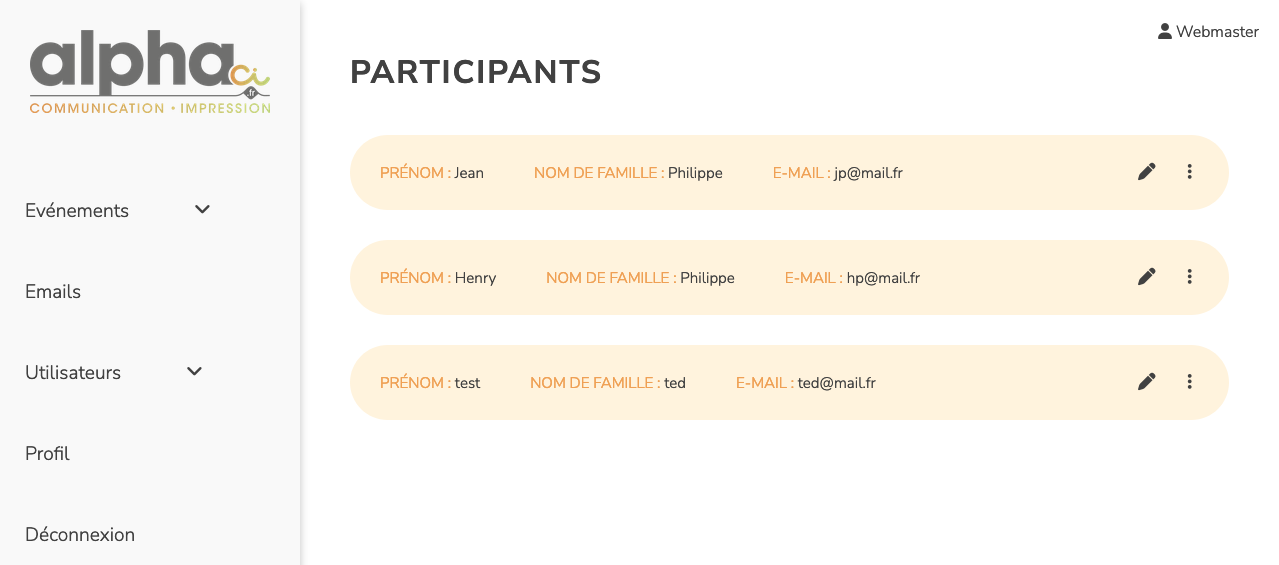 alpha ci
.fr
COMMUNICATION • IMPRESSION
Evénements
Emails
Utilisateurs
Profil
Déconnexion
Webmaster
PARTICIPANTS
PRÉNOM : Jean NOM DE FAMILLE : Philippe E-MAIL : jp@mail.fr
PRÉNOM : Henry NOM DE FAMILLE : Philippe E-MAIL : hp@mail.fr
PRÉNOM : test NOM DE FAMILLE : ted E-MAIL : ted@mail.fr